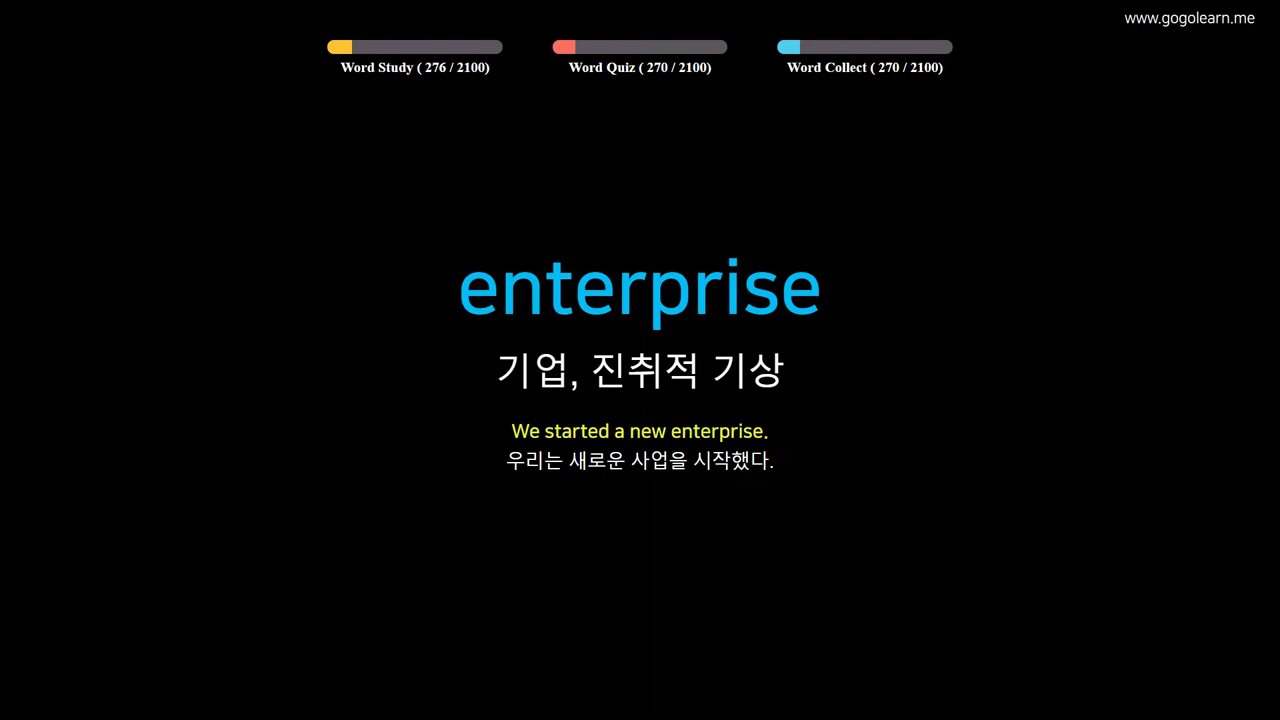 www.gogolearn.me
Word Study ( 276 / 2100)
Word Quiz ( 270 / 2100)
Word Collect ( 270 / 2100)
enterprise
기업, 진취적 기상
We started a new enterprise.
우리는 새로운 사업을 시작했다.